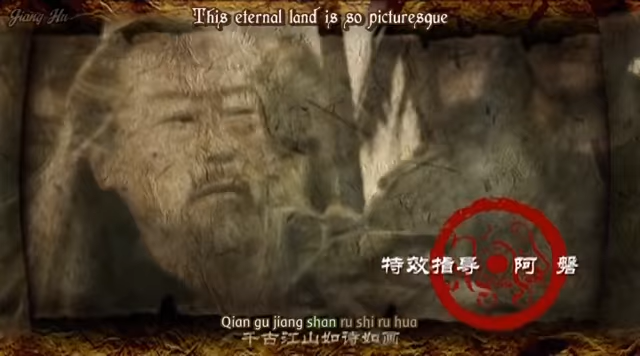 This eternal land is so picturesque
Jiang Hu
特效指导 阿 磐
Qian gu jiang shan ru shi ru hua
千古江山如诗如画